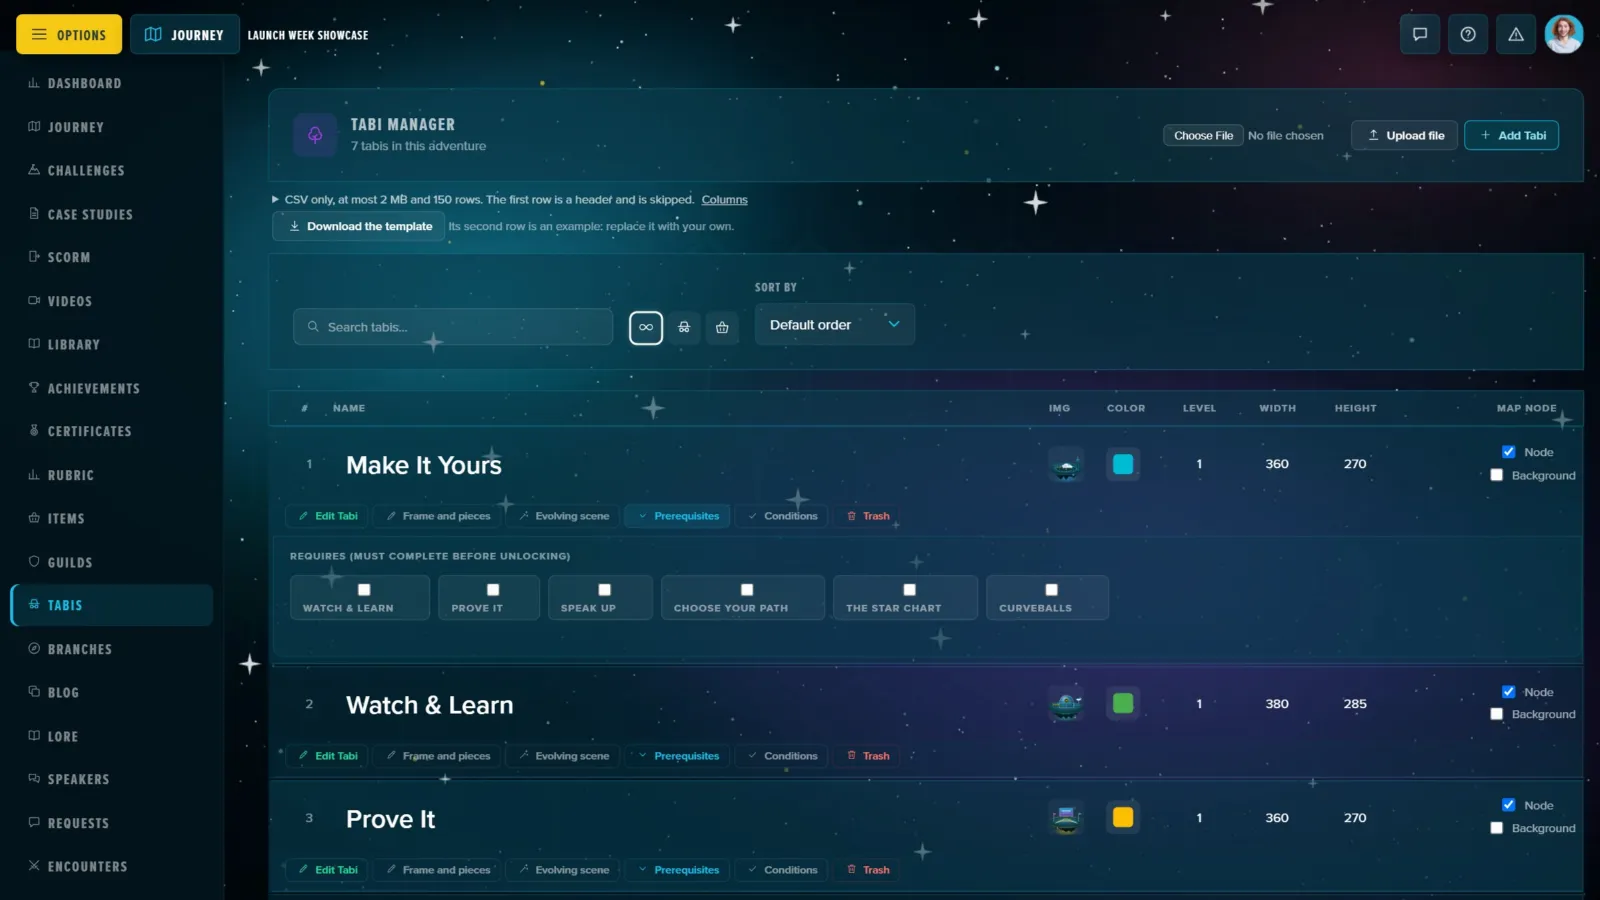 OPTIONS
JOURNEY
LAUNCH WEEK SHOWCASE
DASHBOARD
JOURNEY
CHALLENGES
CASE STUDIES
SCORM
VIDEOS
LIBRARY
ACHIEVEMENTS
CERTIFICATES
RUBRIC
ITEMS
GUILDS
TABIS
BRANCHES
BLOG
LORE
SPEAKERS
REQUESTS
ENCOUNTERS
TABI MANAGER
7 tabis in this adventure
Choose File No file chosen
Upload file
+ Add Tabi
CSV only, at most 2 MB and 150 rows. The first row is a header and is skipped. Columns
Download the template Its second row is an example: replace it with your own.
SORT BY
Search tabis...
Default order
# NAME IMG COLOR LEVEL WIDTH HEIGHT MAP NODE
1 Make It Yours 1 360 270
Node
Background
Edit Tabi Frame and pieces Evolving scene Prerequisites Conditions Trash
REQUIRES (MUST COMPLETE BEFORE UNLOCKING)
WATCH & LEARN PROVE IT SPEAK UP CHOOSE YOUR PATH THE STAR CHART CURVEBALLS
2 Watch & Learn 1 380 285
Node
Background
Edit Tabi Frame and pieces Evolving scene Prerequisites Conditions Trash
3 Prove It 1 360 270
Node
Background
Edit Tabi Frame and pieces Evolving scene Prerequisites Conditions Trash